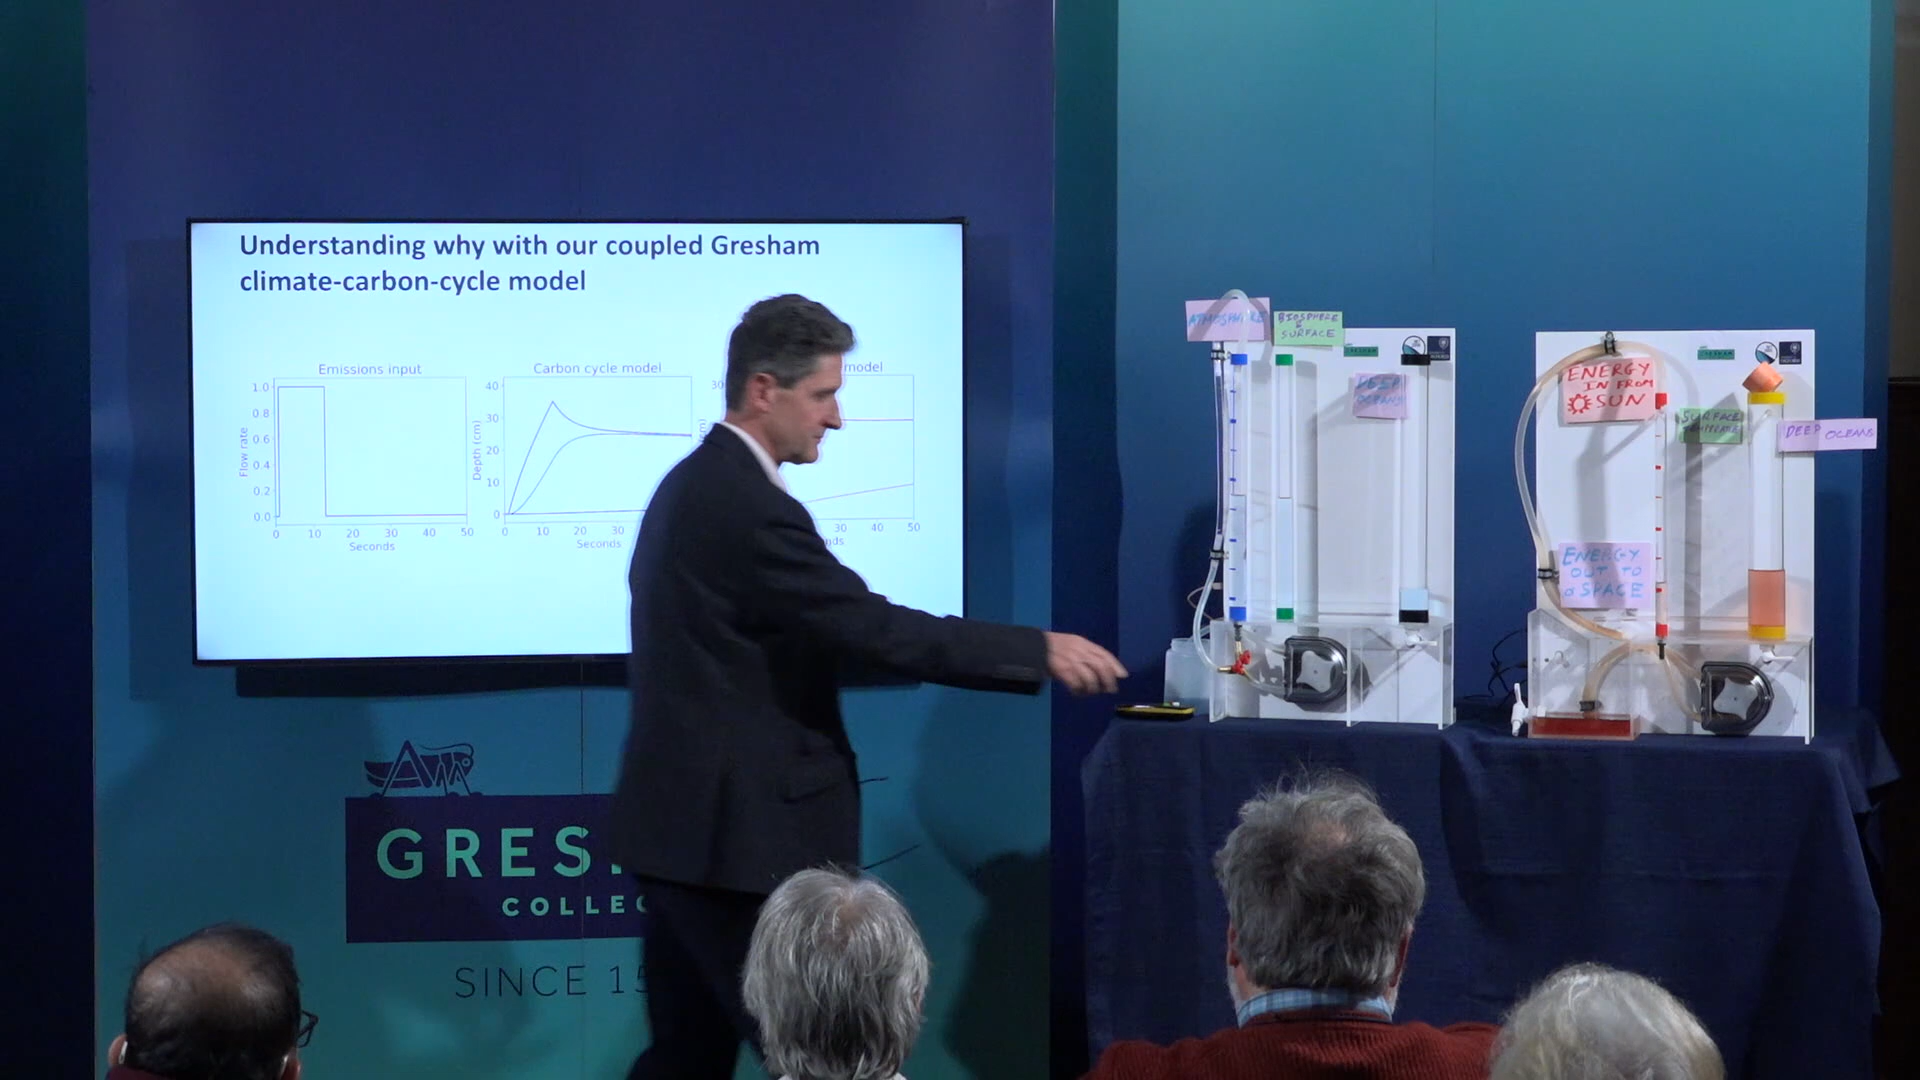 Understanding why with our coupled Gresham
climate-carbon-cycle model
Emissions input
1.0
0.8
0.6
0.4
0.2
0.0
Flow rate
0 10 20 30 40 50
Seconds
Carbon cycle model
40
30
20
10
0
Depth (cm)
0 10 20 30
Seconds
model
30
30 40 50
nds
GRES
COLLEG
SINCE 15
ATMOSPHERE
BIOSPHERE
& SURFACE
DEEP
OCEANS
ENERGY
IN FROM
SUN
SURFACE
TEMPERATURE
DEEP OCEANS
ENERGY
OUT TO
SPACE